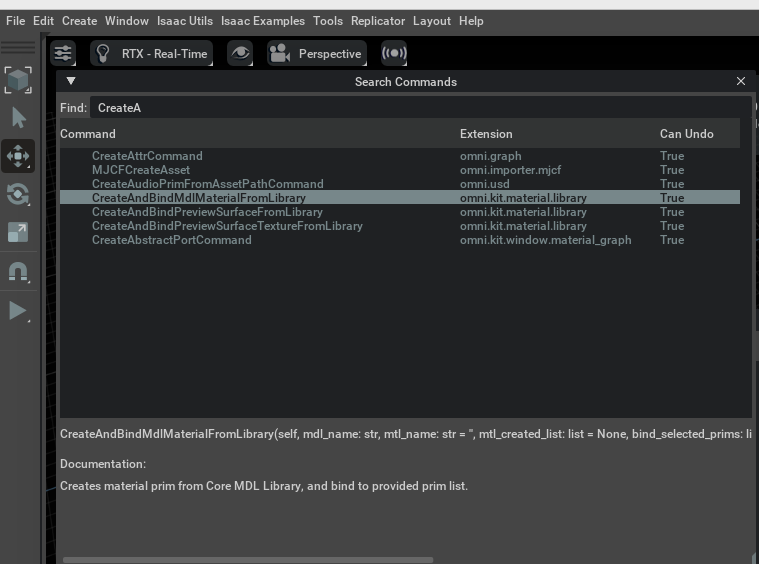 File Edit Create Window Isaac Utils Isaac Examples Tools Replicator Layout Help
RTX - Real-Time Perspective
Search Commands
Find: CreateA
Command Extension Can Undo
CreateAttrCommand omni.graph True
MJCFCreateAsset omni.importer.mjcf True
CreateAudioPrimFromAssetPathCommand omni.usd True
CreateAndBindMdlMaterialFromLibrary omni.kit.material.library True
CreateAndBindPreviewSurfaceFromLibrary omni.kit.material.library True
CreateAndBindPreviewSurfaceTextureFromLibrary omni.kit.material.library True
CreateAbstractPortCommand omni.kit.window.material_graph True
CreateAndBindMdlMaterialFromLibrary(self, mdl_name: str, mtl_name: str = '', mtl_created_list: list = None, bind_selected_prims: li
Documentation:
Creates material prim from Core MDL Library, and bind to provided prim list.